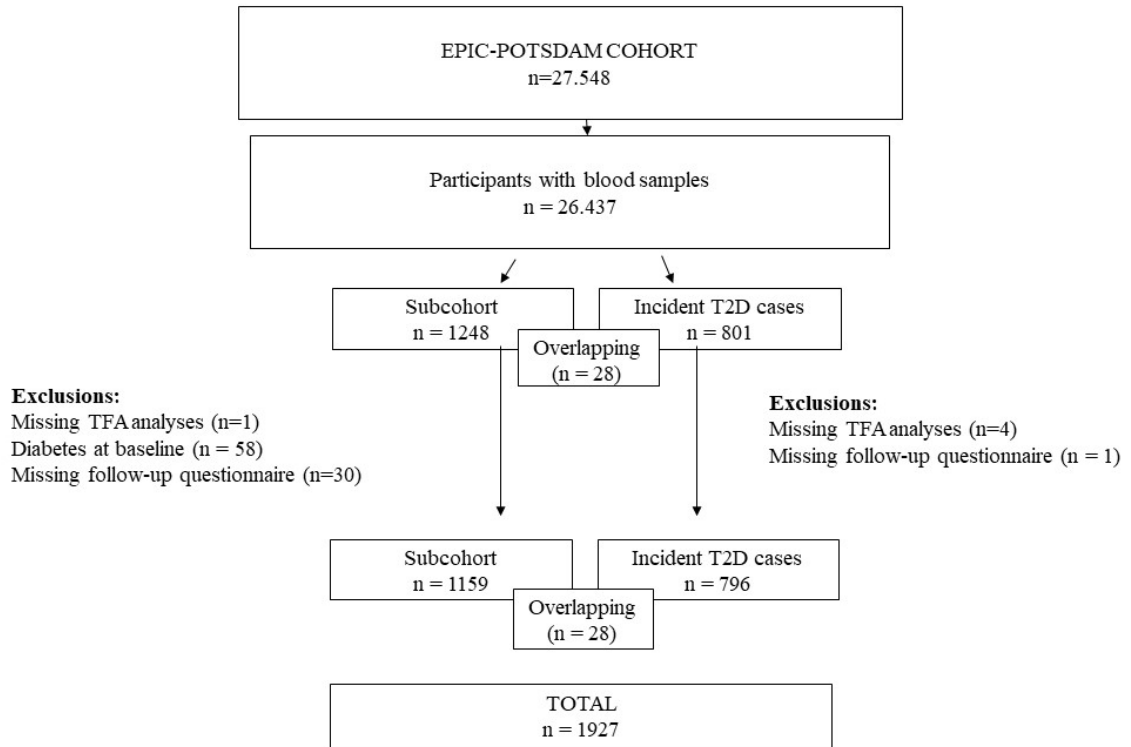 EPIC-POTSDAM COHORT
n=27.548
Participants with blood samples
n = 26.437
Subcohort
n = 1248
Incident T2D cases
n = 801
Overlapping
(n = 28)
Exclusions:
Missing TFA analyses (n=1)
Diabetes at baseline (n = 58)
Missing follow-up questionnaire (n=30)
Exclusions:
Missing TFA analyses (n=4)
Missing follow-up questionnaire (n = 1)
Subcohort
n = 1159
Incident T2D cases
n = 796
Overlapping
(n = 28)
TOTAL
n = 1927